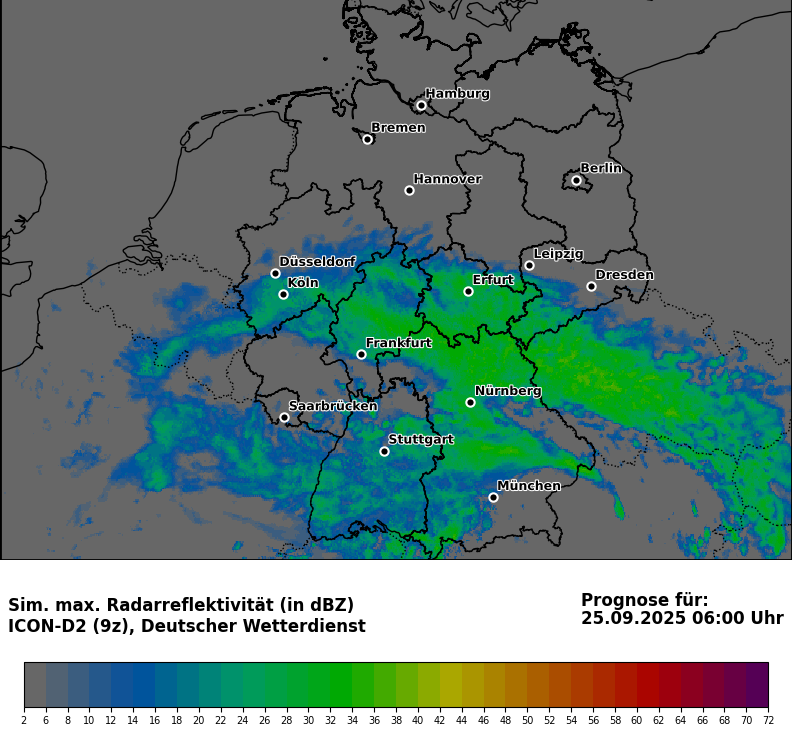 Hamburg
Bremen
Berlin
Hannover
Leipzig
Düsseldorf
Dresden
Köln
Erfurt
Frankfurt
Nürnberg
Saarbrücken
Stuttgart
München
Sim. max. Radarreflektivität (in dBZ)
ICON-D2 (9z), Deutscher Wetterdienst
Prognose für:
25.09.2025 06:00 Uhr
2 6 8 10 12 14 16 18 20 22 24 26 28 30 32 34 36 38 40 42 44 46 48 50 52 54 56 58 60 62 64 66 68 70 72